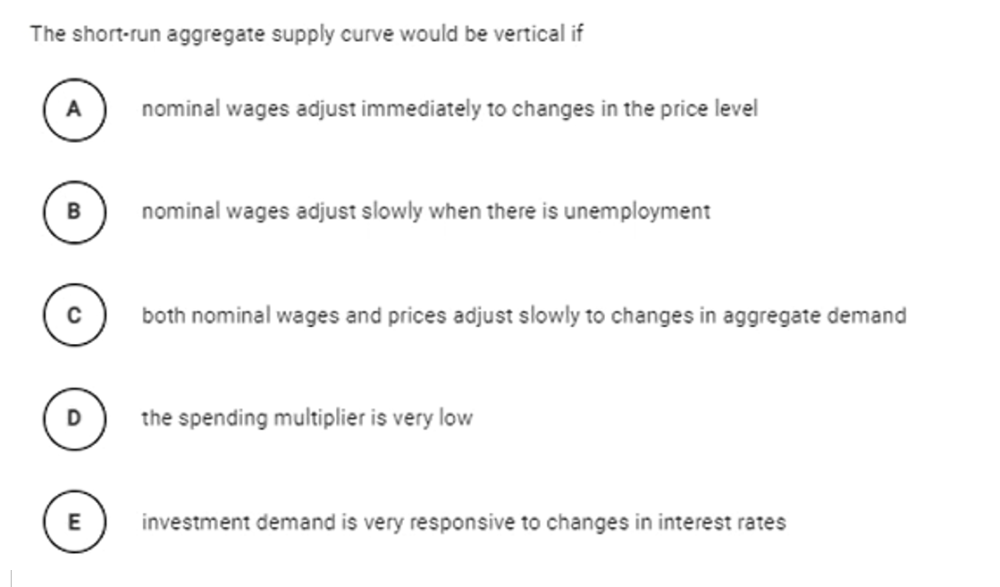 The short-run aggregate supply curve would be vertical if
A nominal wages adjust immediately to changes in the price level
B nominal wages adjust slowly when there is unemployment
C both nominal wages and prices adjust slowly to changes in aggregate demand
D the spending multiplier is very low
E investment demand is very responsive to changes in interest rates